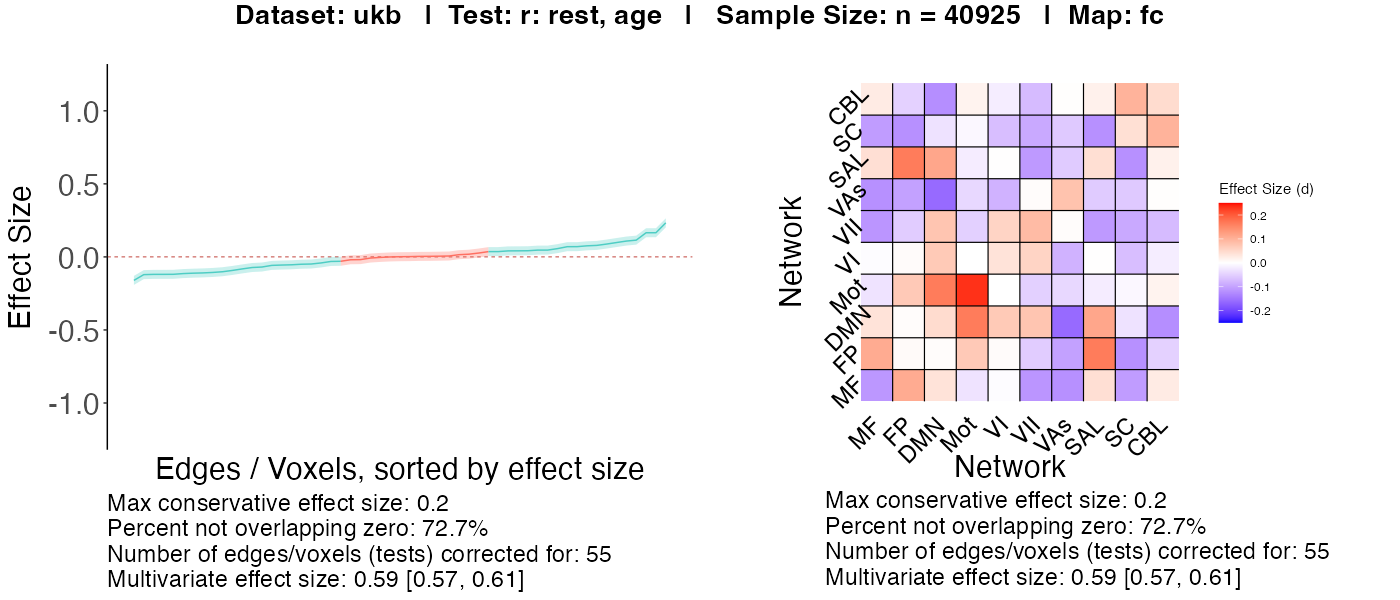 Dataset: ukb | Test: r: rest, age | Sample Size: n = 40925 | Map: fc
Effect Size
1.0
0.5
0.0
-0.5
-1.0
Edges / Voxels, sorted by effect size
Max conservative effect size: 0.2
Percent not overlapping zero: 72.7%
Number of edges/voxels (tests) corrected for: 55
Multivariate effect size: 0.59 [0.57, 0.61]
Network
CBL
SC
SAL
VAs
VII
VI
Mot
DMN
FP
MF
MF
FP
DMN
Mot
VI
VII
VAs
SAL
SC
CBL
Network
Effect Size (d)
0.2
0.1
0.0
-0.1
-0.2
Max conservative effect size: 0.2
Percent not overlapping zero: 72.7%
Number of edges/voxels (tests) corrected for: 55
Multivariate effect size: 0.59 [0.57, 0.61]